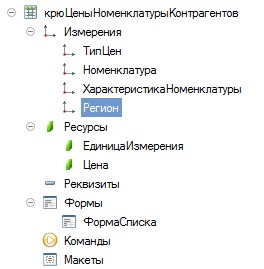 крюЦеныНоменклатурыКонтрагентов
Измерения
ТипЦен
Номенклатура
ХарактеристикаНоменклатуры
Регион
Ресурсы
ЕдиницаИзмерения
Цена
Реквизиты
Формы
ФормаСписка
Команды
Макеты